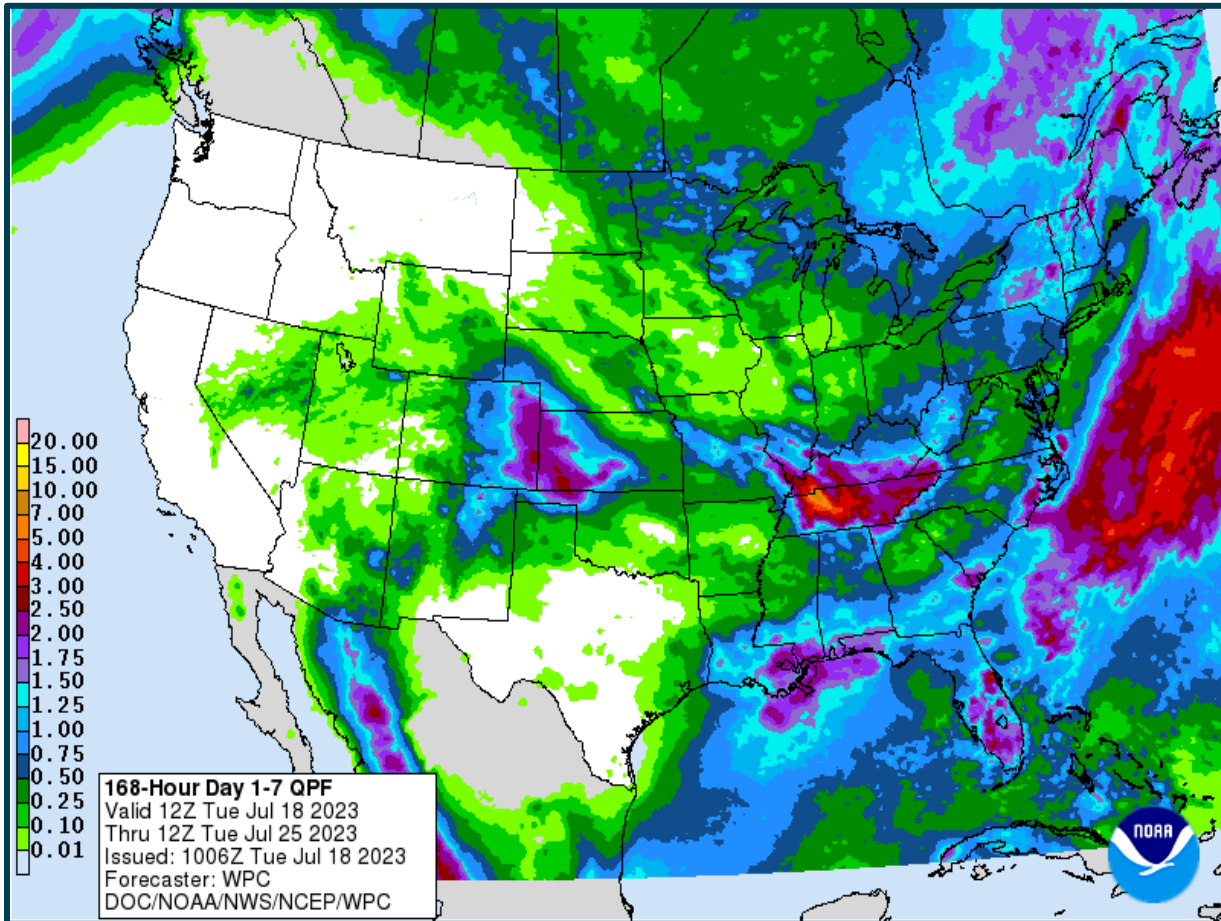 20.00
15.00
10.00
7.00
5.00
4.00
3.00
2.50
2.00
1.75
1.50
1.25
1.00
0.75
0.50
0.25
0.10
0.01
168-Hour Day 1-7 QPF
Valid 12Z Tue Jul 18 2023
Thru 12Z Tue Jul 25 2023
Issued: 1006Z Tue Jul 18 2023
Forecaster: WPC
DOC/NOAA/NWS/NCEP/WPC
NOAA